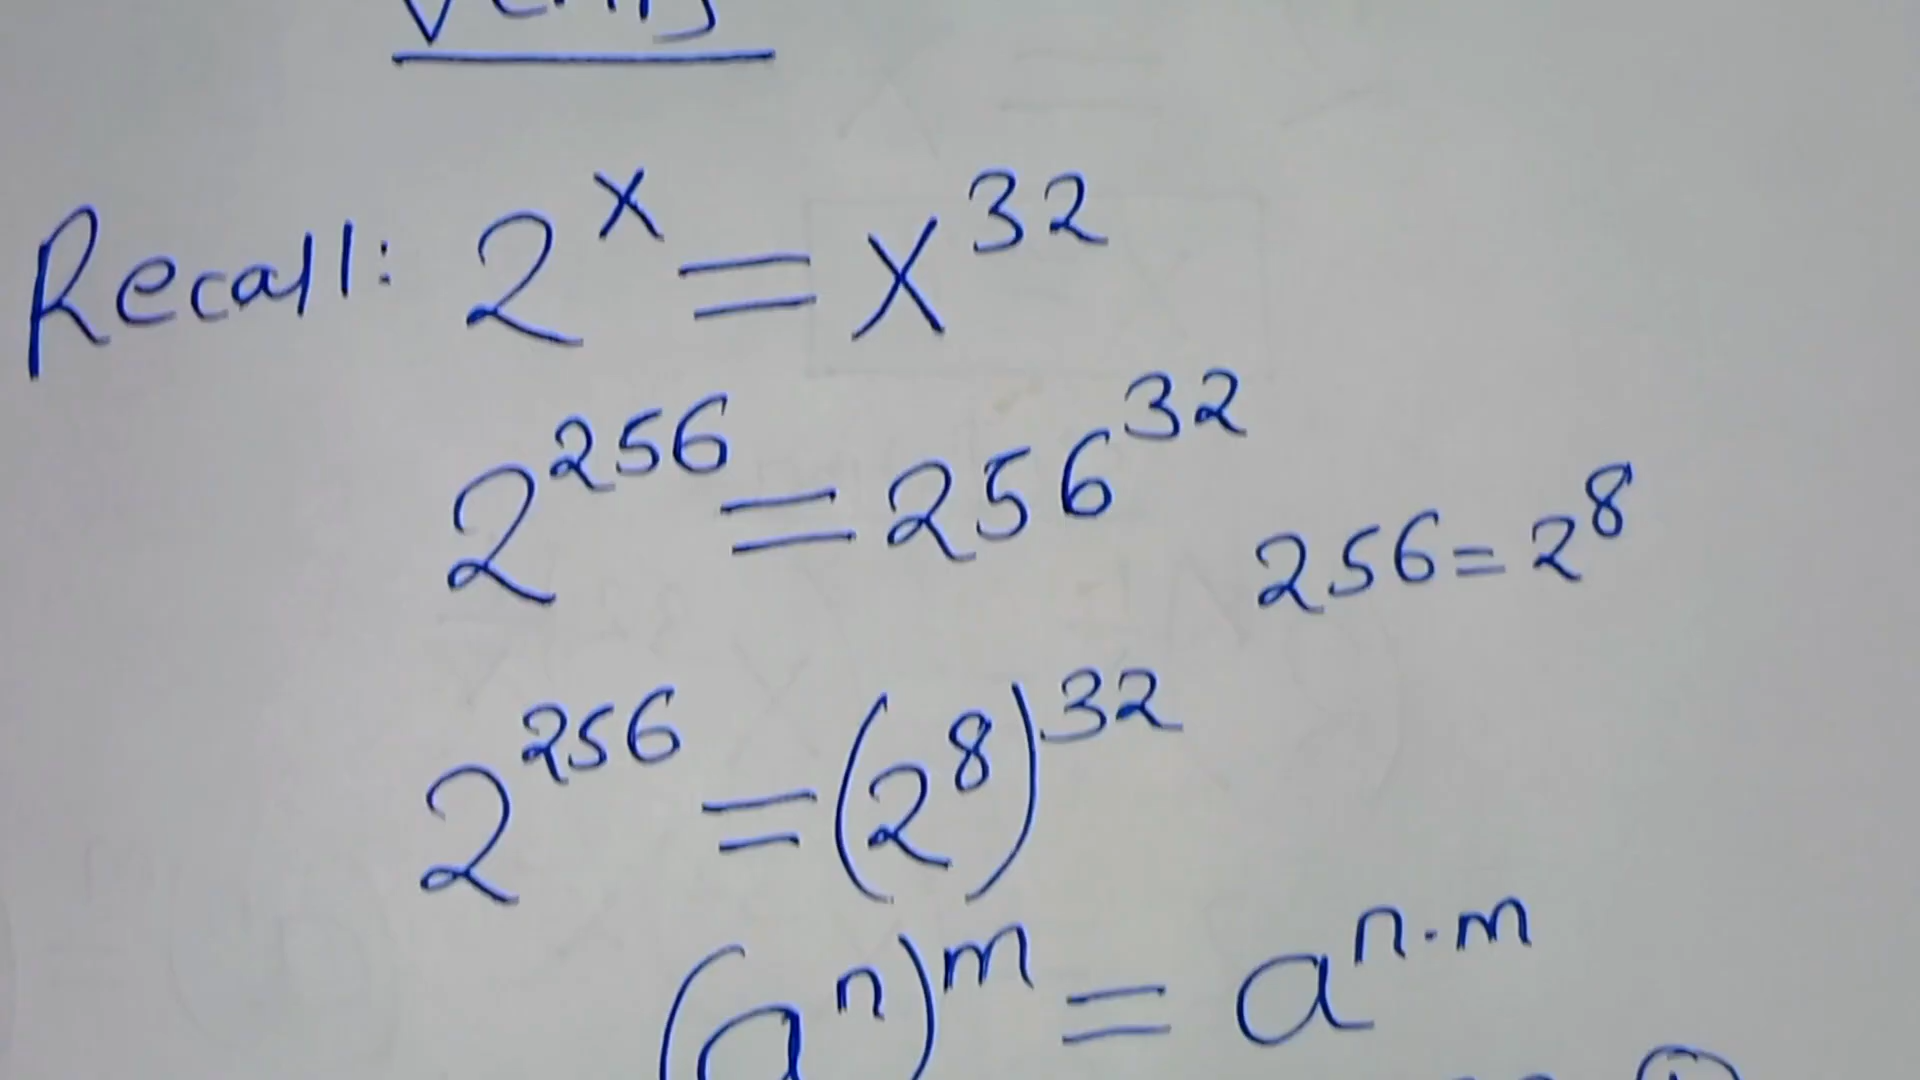 Recall: 2^x = x^32
2^256 = 256^32 256 = 2^8
2^256 = (2^8)^32
(a^n)^m = a^n·m